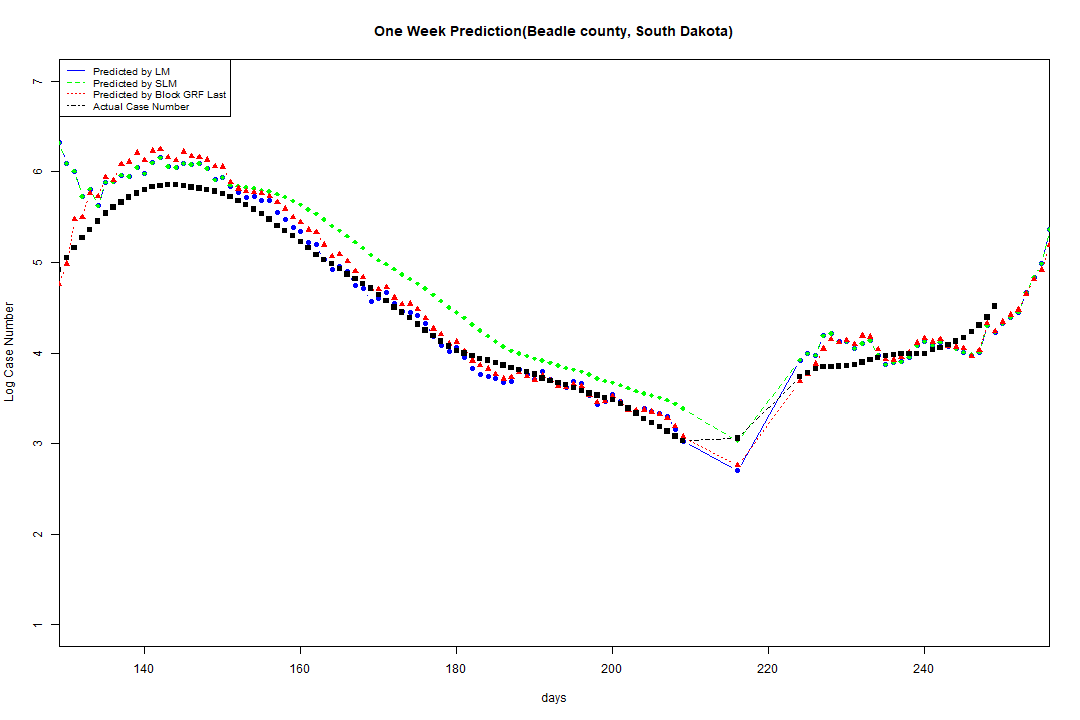 One Week Prediction(Beadle county, South Dakota)
Predicted by LM
Predicted by SLM
Predicted by Block GRF Last
Actual Case Number
7
6
5
4
3
2
1
Log Case Number
140 160 180 200 220 240
days